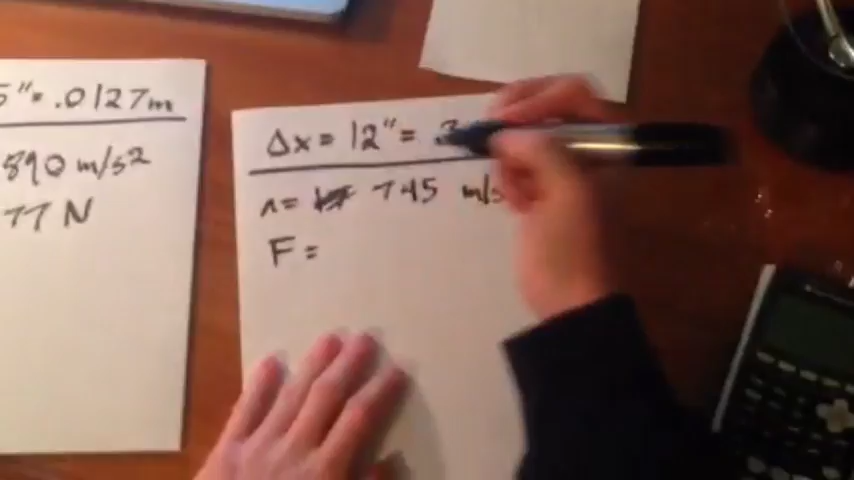 5" = .0127m
890 m/s2
77 N
Δx = 12" =
a = 745 m/s
F =